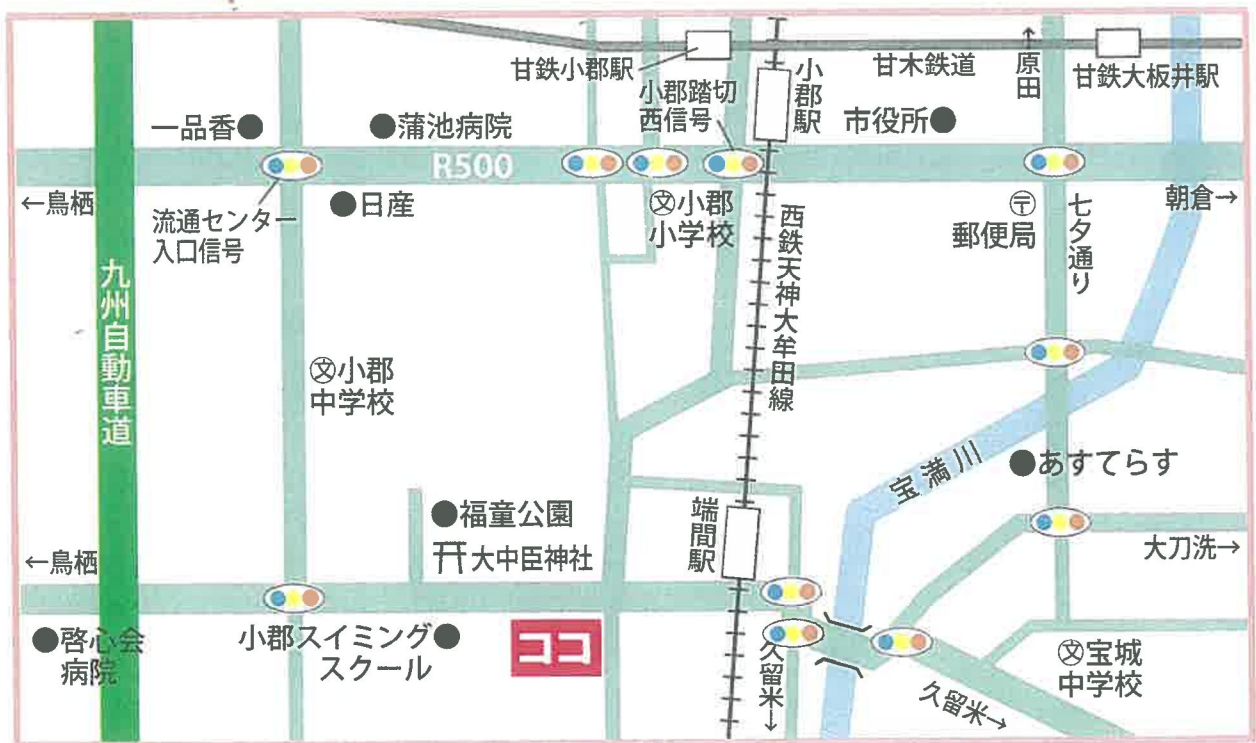 甘鉄小郡駅
甘木鉄道
↑原田
甘鉄大板井駅
小郡踏切
西信号
小郡駅
一品香
蒲池病院
市役所
R500
←鳥栖
流通センター
入口信号
日産
文小郡
小学校
〒
郵便局
七夕通り
朝倉→
西鉄天神大牟田線
九州自動車道
文小郡
中学校
宝満川
あすてらす
福童公園
大中臣神社
端間駅
←鳥栖
大刀洗→
啓心会
病院
小郡スイミング
スクール
ココ
久留米→
久留米→
文宝城
中学校